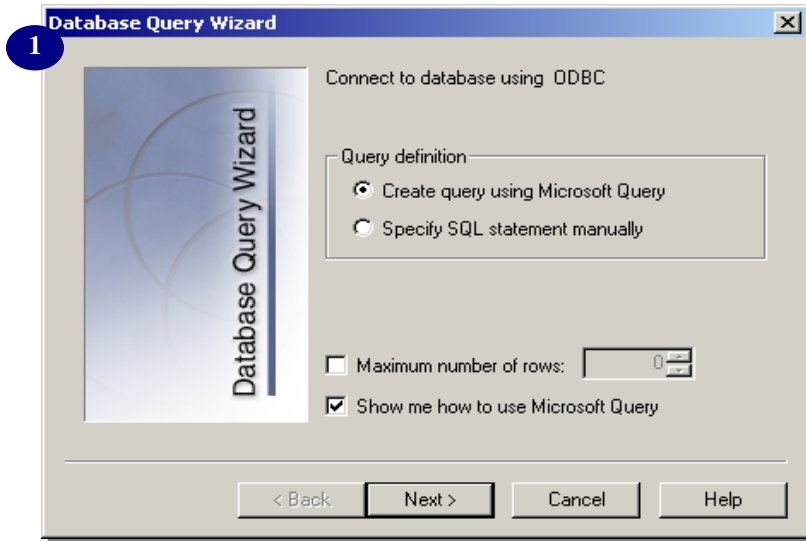 Database Query Wizard
1
Database Query Wizard
Connect to database using ODBC
Query definition
Create query using Microsoft Query
Specify SQL statement manually
Maximum number of rows: 0
Show me how to use Microsoft Query
< Back Next > Cancel Help